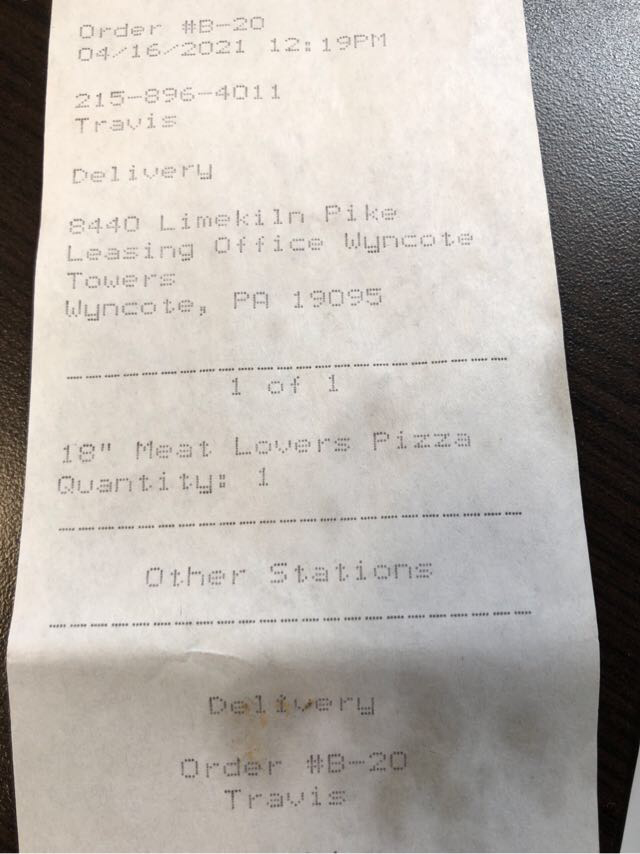 Order #B-20
04/16/2021 12:19PM
215-896-4011
Travis
Delivery
8440 Limekiln Pike
Leasing Office Wyncote
Towers
Wyncote, PA 19095
1 of 1
18" Meat Lovers Pizza
Quantity: 1
Other Stations
Delivery
Order #B-20
Travis